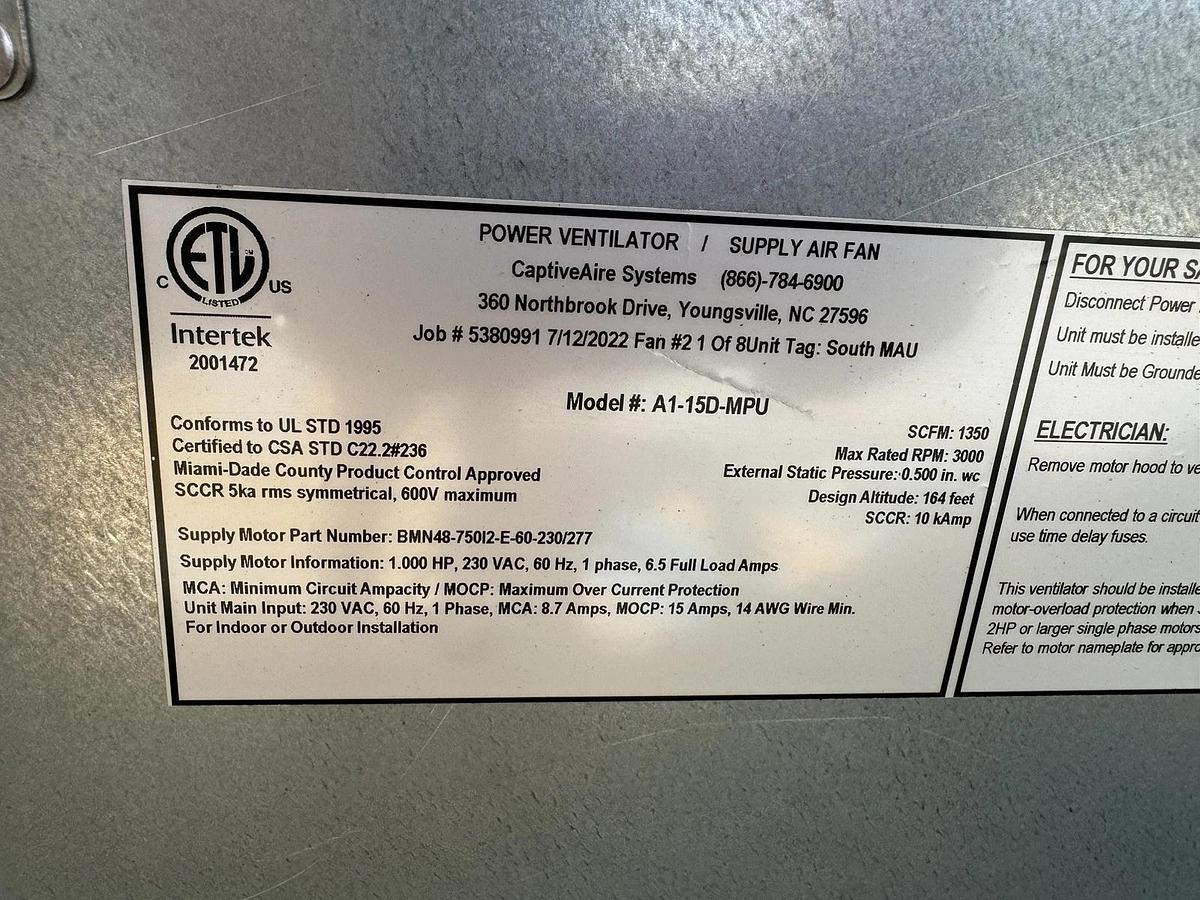 C ETL US
LISTED
Intertek
2001472
POWER VENTILATOR / SUPPLY AIR FAN
CaptiveAire Systems (866)-784-6900
360 Northbrook Drive, Youngsville, NC 27596
Job # 5380991 7/12/2022 Fan #2 1 Of 8Unit Tag: South MAU
Model #: A1-15D-MPU
Conforms to UL STD 1995
Certified to CSA STD C22.2#236
Miami-Dade County Product Control Approved
SCCR 5ka rms symmetrical, 600V maximum
SCFM: 1350
Max Rated RPM: 3000
External Static Pressure: 0.500 in. wc
Design Altitude: 164 feet
SCCR: 10 kAmp
Supply Motor Part Number: BMN48-750I2-E-60-230/277
Supply Motor Information: 1.000 HP, 230 VAC, 60 Hz, 1 phase, 6.5 Full Load Amps
MCA: Minimum Circuit Ampacity / MOCP: Maximum Over Current Protection
Unit Main Input: 230 VAC, 60 Hz, 1 Phase, MCA: 8.7 Amps, MOCP: 15 Amps, 14 AWG Wire Min.
For Indoor or Outdoor Installation
FOR YOUR SA
Disconnect Power
Unit must be installe
Unit Must be Grounde
ELECTRICIAN:
Remove motor hood to ve
When connected to a circuit
use time delay fuses.
This ventilator should be installe
motor-overload protection when
2HP or larger single phase motors
Refer to motor nameplate for appro